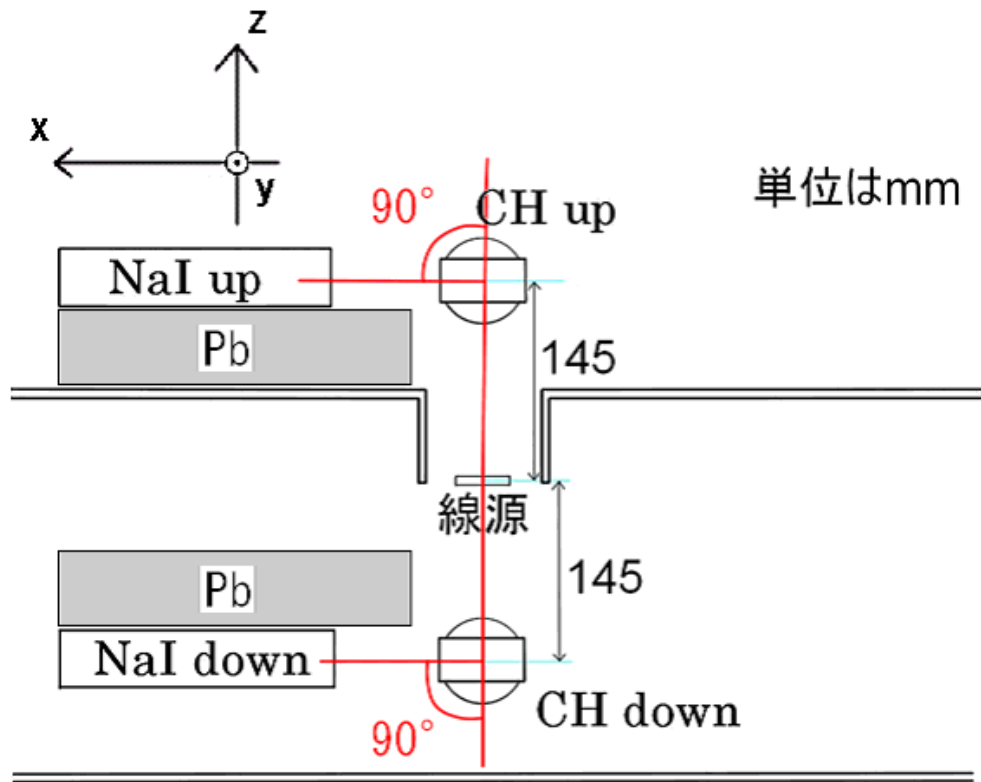 z
x
y
単位はmm
90°
CH up
NaI up
Pb
145
線源
145
Pb
NaI down
CH down
90°